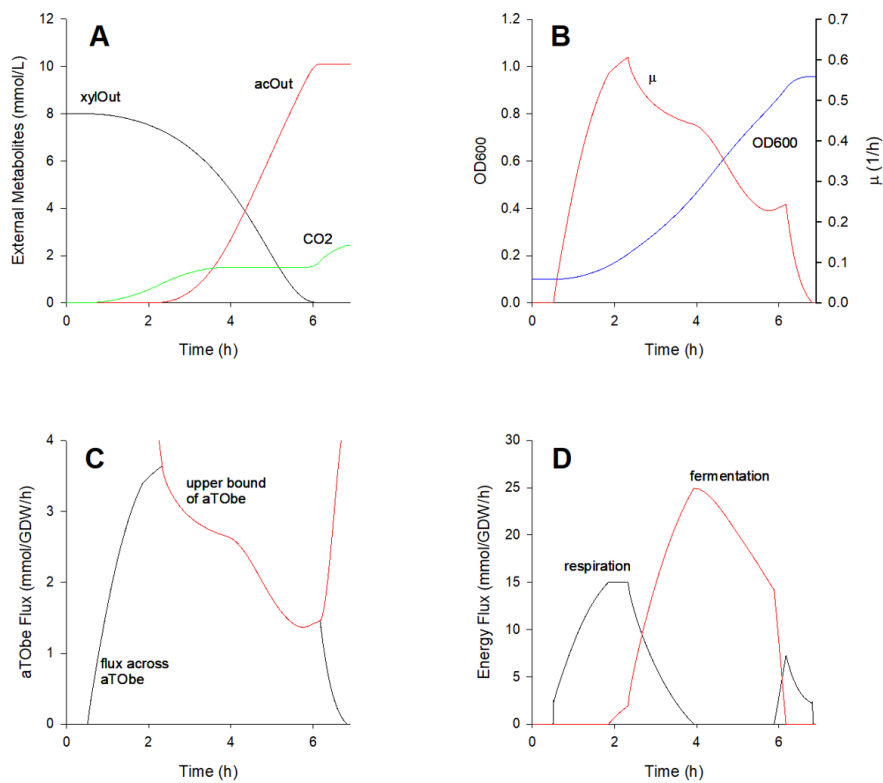 A
External Metabolites (mmol/L)
12
10
8
6
4
2
0
xylOut
acOut
CO2
0
2
4
6
Time (h)
B
OD600
1.2
1.0
0.8
0.6
0.4
0.2
0.0
μ
OD600
0.7
0.6
0.5
0.4
0.3
0.2
0.1
0.0
μ (1/h)
0
2
4
6
Time (h)
C
aTObe Flux (mmol/GDW/h)
4
3
2
1
0
upper bound
of aTObe
flux across
aTObe
0
2
4
6
Time (h)
D
Energy Flux (mmol/GDW/h)
30
25
20
15
10
5
0
fermentation
respiration
0
2
4
6
Time (h)